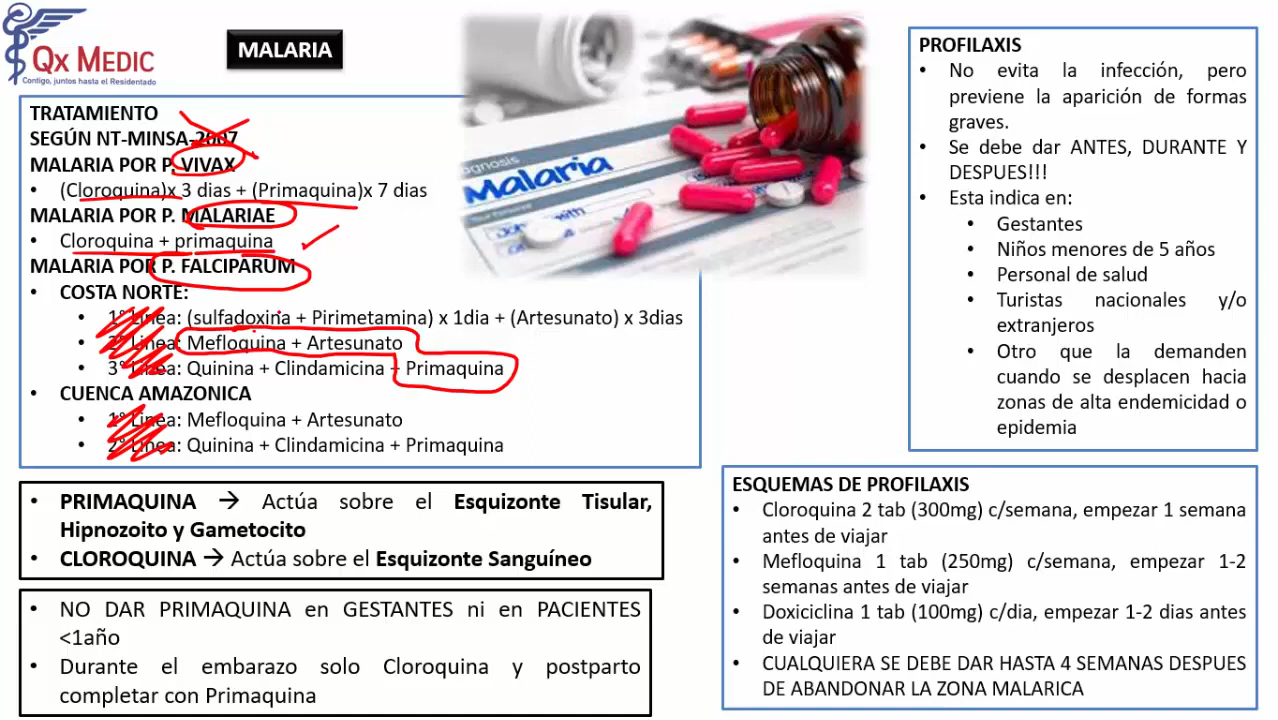 Qx MEDIC
Contigo, juntos hasta el Residentado
MALARIA
TRATAMIENTO
SEGÚN NT-MINSA-2007
MALARIA POR P. VIVAX
• (Cloroquina)x 3 dias + (Primaquina)x 7 dias
MALARIA POR P. MALARIAE
• Cloroquina + primaquina
MALARIA POR P. FALCIPARUM
• COSTA NORTE:
• 1° Linea: (sulfadoxina + Pirimetamina) x 1dia + (Artesunato) x 3dias
• 2° Linea: Mefloquina + Artesunato
• 3° Linea: Quinina + Clindamicina + Primaquina
• CUENCA AMAZONICA
• 1° Linea: Mefloquina + Artesunato
• 2° Linea: Quinina + Clindamicina + Primaquina
• PRIMAQUINA → Actúa sobre el Esquizonte Tisular,
Hipnozoito y Gametocito
• CLOROQUINA → Actúa sobre el Esquizonte Sanguíneo
• NO DAR PRIMAQUINA en GESTANTES ni en PACIENTES
<1año
• Durante el embarazo solo Cloroquina y postparto
completar con Primaquina
Malaria
PROFILAXIS
• No evita la infección, pero
previene la aparición de formas
graves.
• Se debe dar ANTES, DURANTE Y
DESPUES!!!
• Esta indica en:
• Gestantes
• Niños menores de 5 años
• Personal de salud
• Turistas nacionales y/o
extranjeros
• Otro que la demanden
cuando se desplacen hacia
zonas de alta endemicidad o
epidemia
ESQUEMAS DE PROFILAXIS
• Cloroquina 2 tab (300mg) c/semana, empezar 1 semana
antes de viajar
• Mefloquina 1 tab (250mg) c/semana, empezar 1-2
semanas antes de viajar
• Doxiciclina 1 tab (100mg) c/dia, empezar 1-2 dias antes
de viajar
• CUALQUIERA SE DEBE DAR HASTA 4 SEMANAS DESPUES
DE ABANDONAR LA ZONA MALARICA